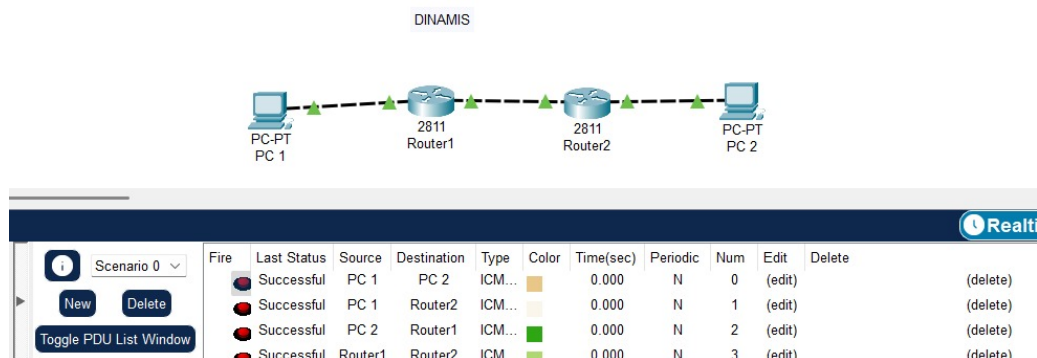 DINAMIS
2811
Router1
2811
Router2
PC-PT
PC 1
PC-PT
PC 2
Realti
Scenario 0
New
Delete
Toggle PDU List Window
Fire Last Status Source Destination Type Color Time(sec) Periodic Num Edit Delete
Successful PC 1 PC 2 ICM... 0.000 N 0 (edit) (delete)
Successful PC 1 Router2 ICM... 0.000 N 1 (edit) (delete)
Successful PC 2 Router1 ICM... 0.000 N 2 (edit) (delete)
Successful Router1 Router2 ICM... 0.000 N 3 (edit) (delete)